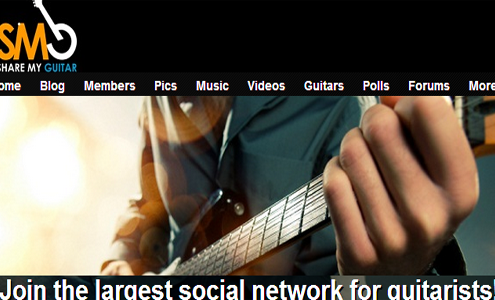 SMG
SHARE MY GUITAR
ome Blog Members Pics Music Videos Guitars Polls Forums More
Join the largest social network for guitarists!